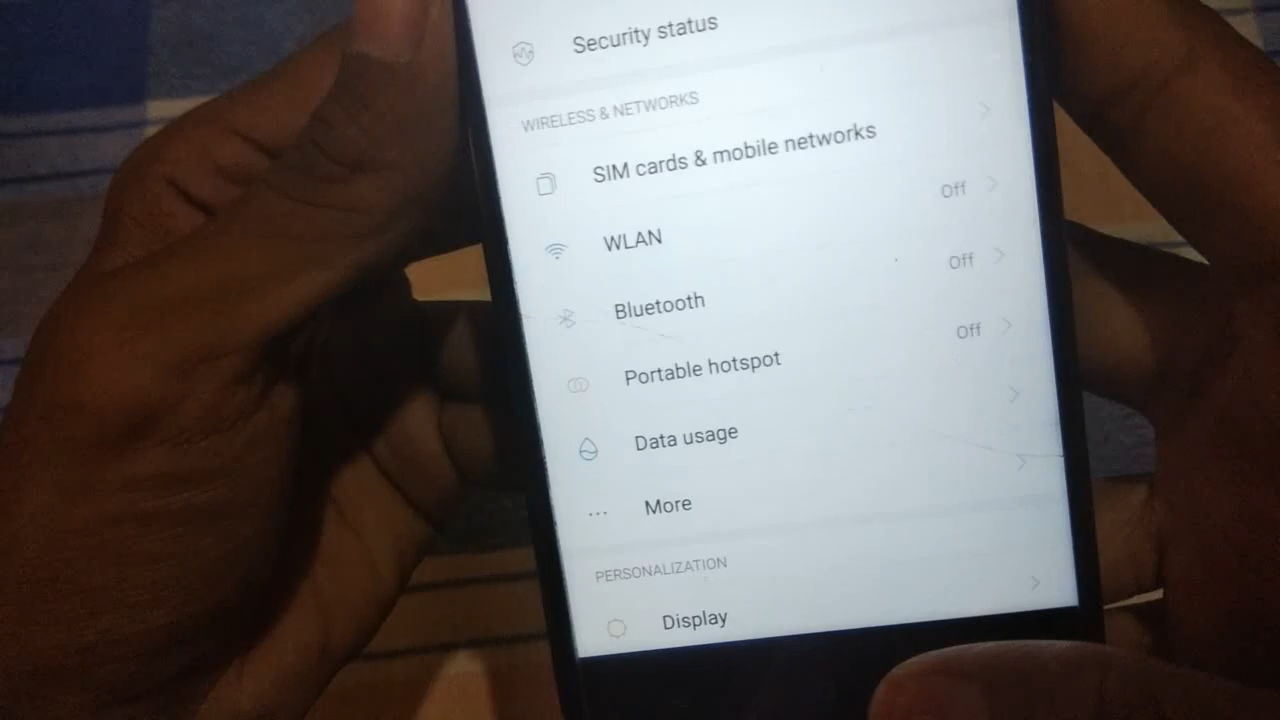 Security status
WIRELESS & NETWORKS
SIM cards & mobile networks
WLAN Off
Bluetooth Off
Portable hotspot Off
Data usage
... More
PERSONALIZATION
Display